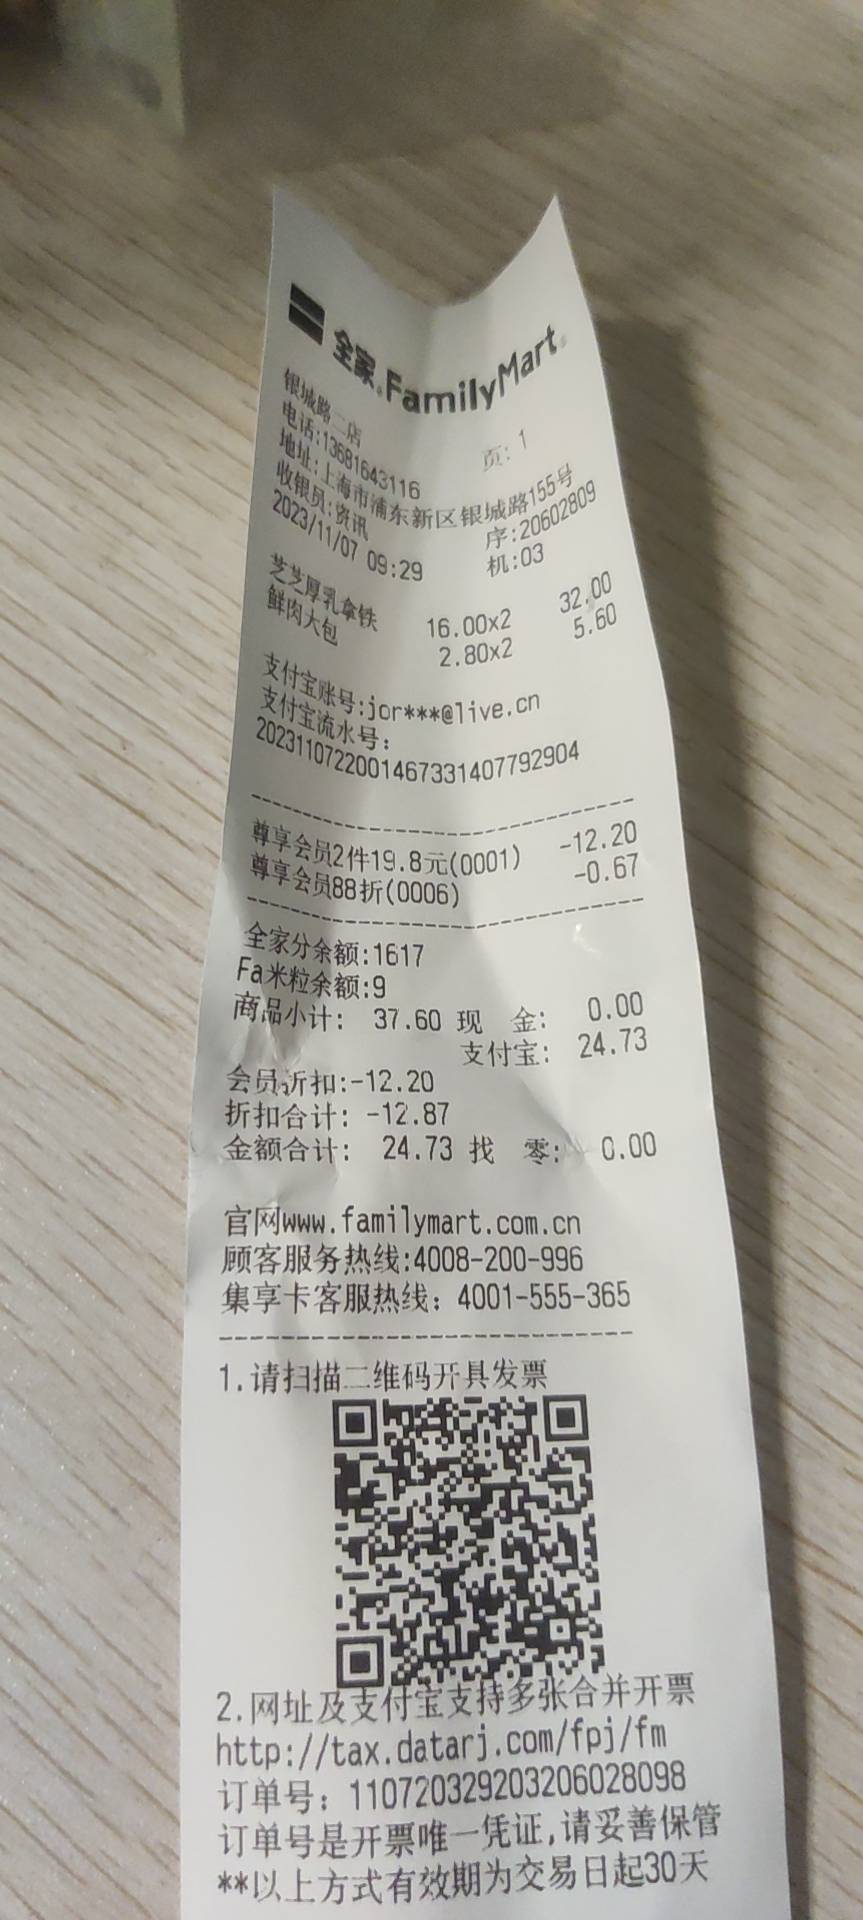 全家®FamilyMart®
银城路二店 页: 1
电话:13681643116
地址:上海市浦东新区银城路155号
收银员:资讯 序:20602809
2023/11/07 09:29 机:03
芝芝厚乳拿铁 16.00x2 32.00
鲜肉大包 2.80x2 5.60
支付宝账号:jor***@live.cn
支付宝流水号:
2023110722001467331407792904
尊享会员2件19.8元(0001) -12.20
尊享会员88折(0006) -0.67
全家分余额:1617
Fa米粒余额:9
商品小计: 37.60 现 金: 0.00
支付宝: 24.73
会员折扣:-12.20
折扣合计: -12.87
金额合计: 24.73 找 零: 0.00
官网www.familymart.com.cn
顾客服务热线:4008-200-996
集享卡客服热线: 4001-555-365
1.请扫描二维码开具发票
2.网址及支付宝支持多张合并开票
http://tax.datarj.com/fpj/fm
订单号: 110720329203206028098
订单号是开票唯一凭证,请妥善保管
**以上方式有效期为交易日起30天